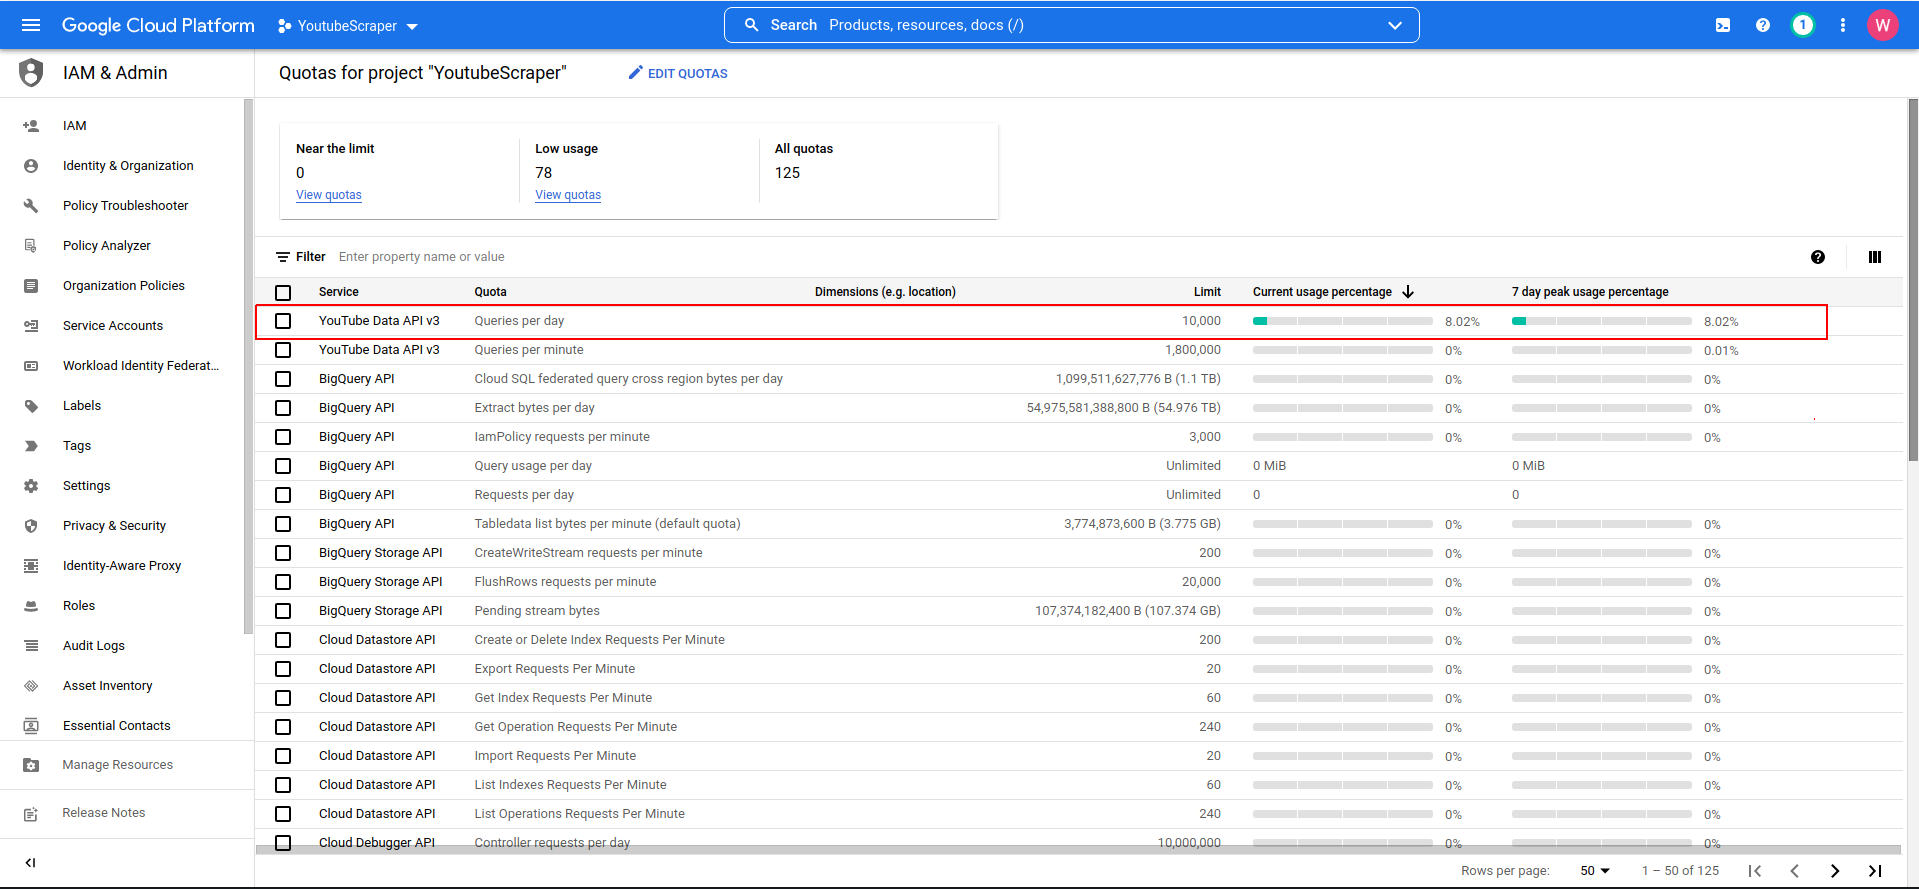 Google Cloud Platform YoutubeScraper Search Products, resources, docs (/) 1 W
IAM & Admin
Quotas for project "YoutubeScraper" EDIT QUOTAS
IAM
Identity & Organization
Policy Troubleshooter
Policy Analyzer
Organization Policies
Service Accounts
Workload Identity Federat...
Labels
Tags
Settings
Privacy & Security
Identity-Aware Proxy
Roles
Audit Logs
Asset Inventory
Essential Contacts
Manage Resources
Release Notes
Near the limit Low usage All quotas
0 78 125
View quotas View quotas
Filter Enter property name or value
Service Quota Dimensions (e.g. location) Limit Current usage percentage 7 day peak usage percentage
YouTube Data API v3 Queries per day 10,000 8.02% 8.02%
YouTube Data API v3 Queries per minute 1,800,000 0% 0.01%
BigQuery API Cloud SQL federated query cross region bytes per day 1,099,511,627,776 B (1.1 TB) 0% 0%
BigQuery API Extract bytes per day 54,975,581,388,800 B (54.976 TB) 0% 0%
BigQuery API IamPolicy requests per minute 3,000 0% 0%
BigQuery API Query usage per day Unlimited 0 MiB 0 MiB
BigQuery API Requests per day Unlimited 0 0
BigQuery API Tabledata list bytes per minute (default quota) 3,774,873,600 B (3.775 GB) 0% 0%
BigQuery Storage API CreateWriteStream requests per minute 200 0% 0%
BigQuery Storage API FlushRows requests per minute 20,000 0% 0%
BigQuery Storage API Pending stream bytes 107,374,182,400 B (107.374 GB) 0% 0%
Cloud Datastore API Create or Delete Index Requests Per Minute 200 0% 0%
Cloud Datastore API Export Requests Per Minute 20 0% 0%
Cloud Datastore API Get Index Requests Per Minute 60 0% 0%
Cloud Datastore API Get Operation Requests Per Minute 240 0% 0%
Cloud Datastore API Import Requests Per Minute 20 0% 0%
Cloud Datastore API List Indexes Requests Per Minute 60 0% 0%
Cloud Datastore API List Operations Requests Per Minute 240 0% 0%
Cloud Debugger API Controller requests per day 10,000,000 0% 0%
Rows per page: 50 1 – 50 of 125